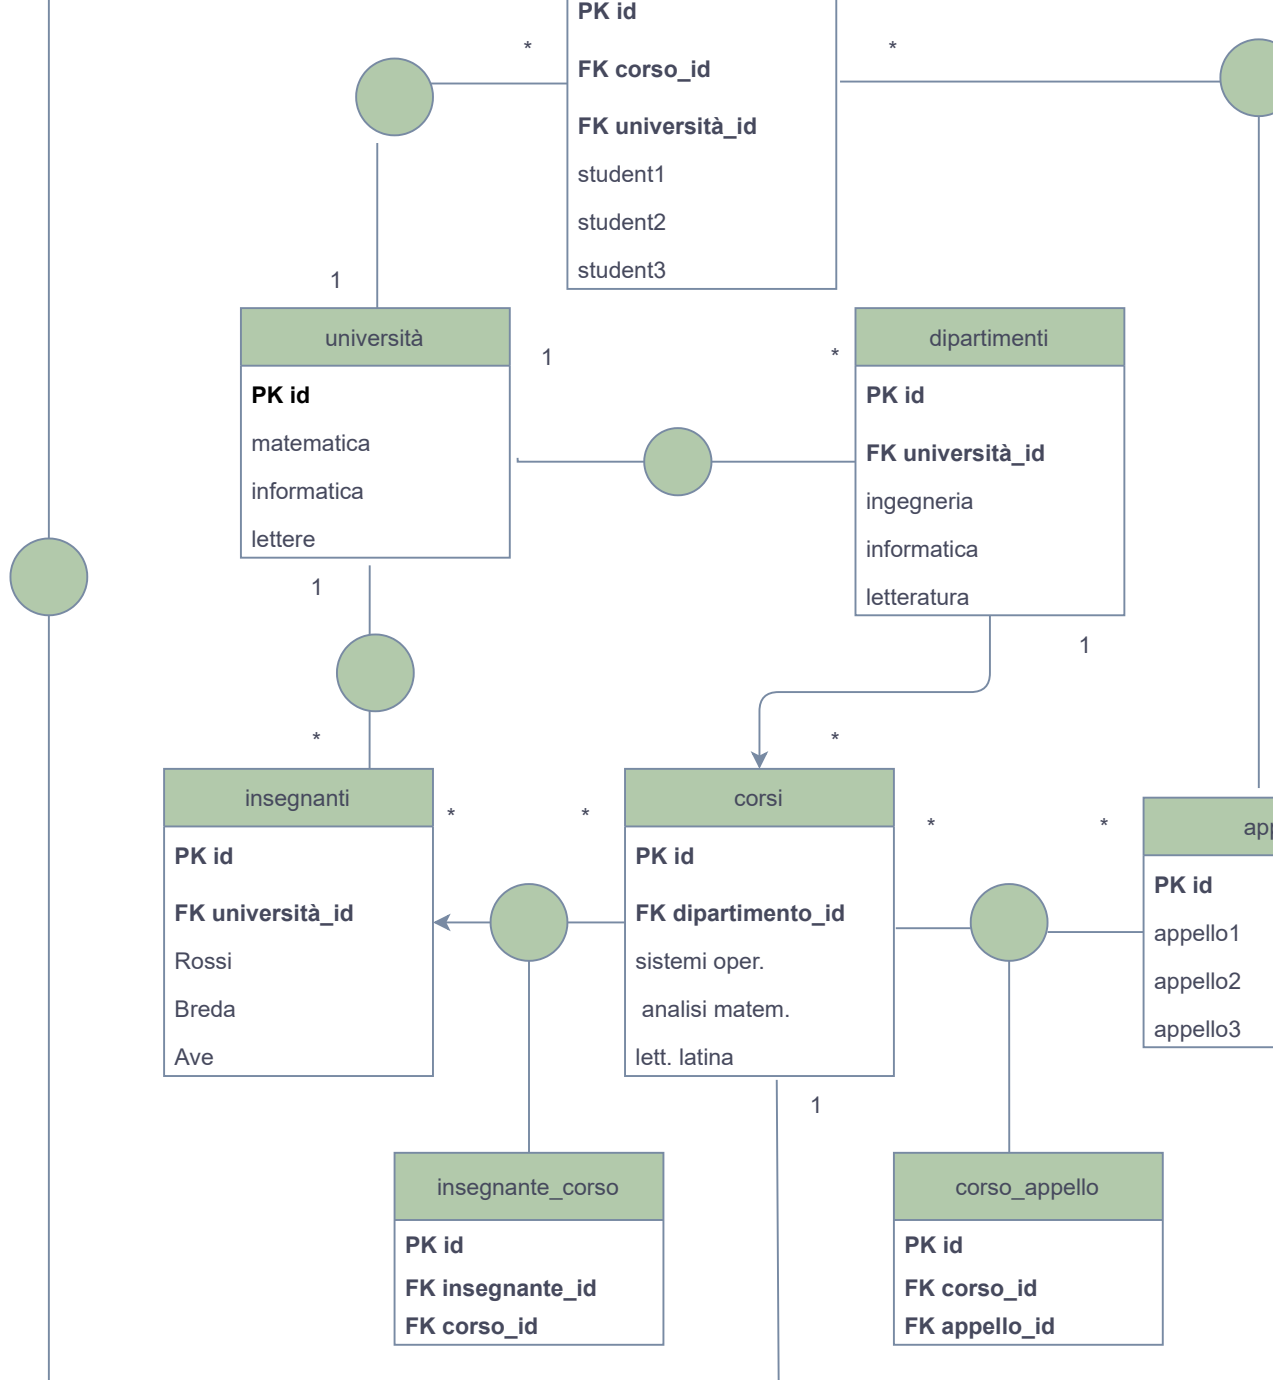 PK id
*
*
FK corso_id
FK università_id
student1
student2
student3
1
università
PK id
matematica
informatica
lettere
1
*
dipartimenti
PK id
FK università_id
ingegneria
informatica
letteratura
1
1
*
*
insegnanti
PK id
FK università_id
Rossi
Breda
Ave
*
*
corsi
PK id
FK dipartimento_id
sistemi oper.
analisi matem.
lett. latina
*
*
PK id
appello1
appello2
appello3
1
insegnante_corso
PK id
FK insegnante_id
FK corso_id
corso_appello
PK id
FK corso_id
FK appello_id